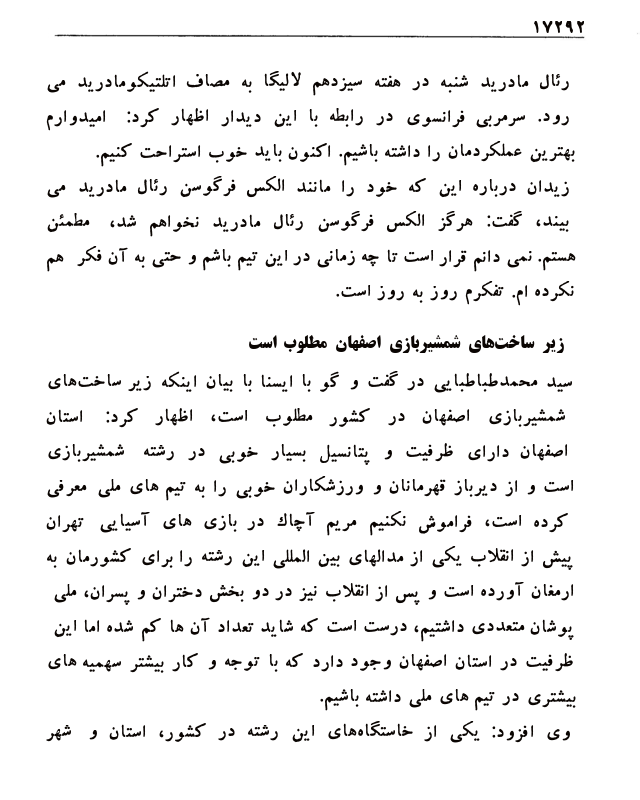 ۱۷۲۹۲
رئال مادرید شنبه در هفته سیزدهم لالیگا به مصاف اتلتیکومادرید می
رود. سرمربی فرانسوی در رابطه با این دیدار اظهار کرد: امیدوارم
بهترین عملکردمان را داشته باشیم. اکنون باید خوب استراحت کنیم.
زیدان درباره این که خود را مانند الکس فرگوسن رئال مادرید می
بیند، گفت: هرگز الکس فرگوسن رئال مادرید نخواهم شد، مطمئن
هستم. نمی دانم قرار است تا چه زمانی در این تیم باشم و حتی به آن فکر هم
نکرده ام. تفکرم روز به روز است.
زیر ساخت‌های شمشیربازی اصفهان مطلوب است
سید محمدطباطبایی در گفت و گو با ایسنا با بیان اینکه زیر ساخت‌های
شمشیربازی اصفهان در کشور مطلوب است، اظهار کرد: استان
اصفهان دارای ظرفیت و پتانسیل بسیار خوبی در رشته شمشیربازی
است و از دیرباز قهرمانان و ورزشکاران خوبی را به تیم های ملی معرفی
کرده است، فراموش نکنیم مریم آچاك در بازی های آسیایی تهران
پیش از انقلاب یکی از مدالهای بین المللی این رشته را برای کشورمان به
ارمغان آورده است و پس از انقلاب نیز در دو بخش دختران و پسران، ملی
پوشان متعددی داشتیم، درست است که شاید تعداد آن ها کم شده اما این
ظرفیت در استان اصفهان وجود دارد که با توجه و کار بیشتر سهمیه های
بیشتری در تیم های ملی داشته باشیم.
وی افزود: یکی از خاستگاه‌های این رشته در کشور، استان و شهر